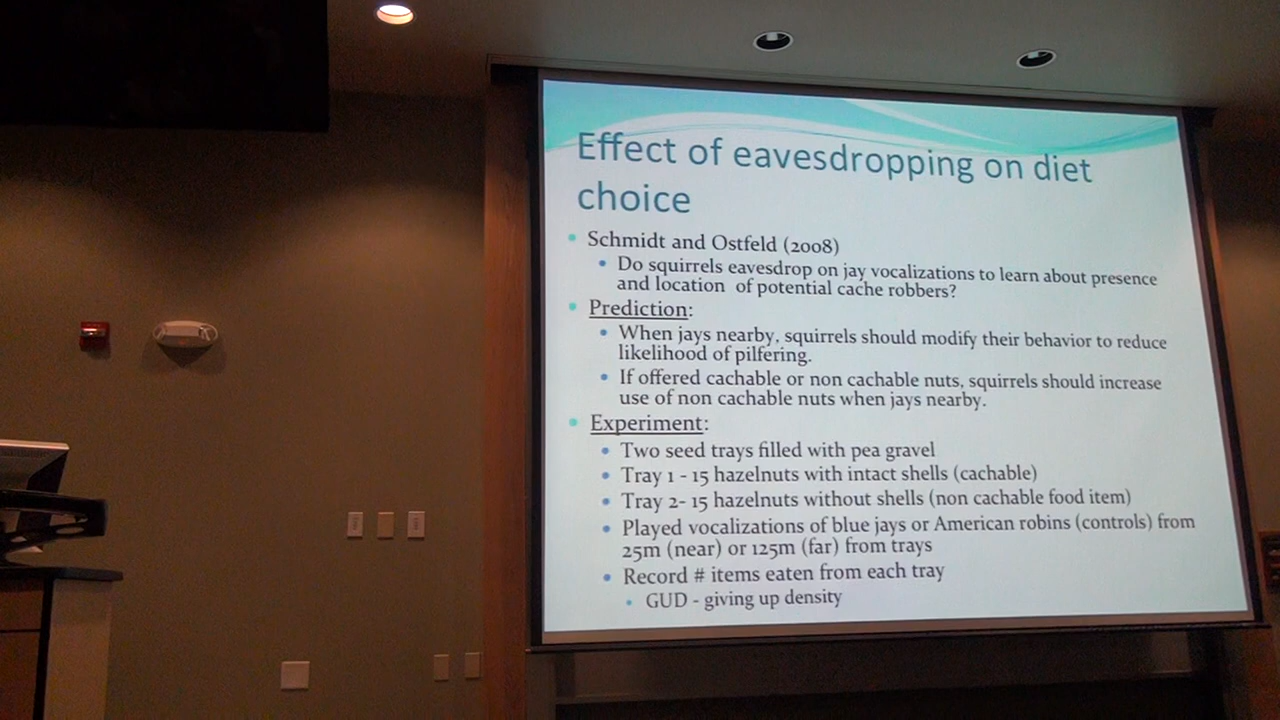 Effect of eavesdropping on diet
choice
• Schmidt and Ostfeld (2008)
• Do squirrels eavesdrop on jay vocalizations to learn about presence
and location of potential cache robbers?
• Prediction:
• When jays nearby, squirrels should modify their behavior to reduce
likelihood of pilfering.
• If offered cachable or non cachable nuts, squirrels should increase
use of non cachable nuts when jays nearby.
• Experiment:
• Two seed trays filled with pea gravel
• Tray 1 - 15 hazelnuts with intact shells (cachable)
• Tray 2- 15 hazelnuts without shells (non cachable food item)
• Played vocalizations of blue jays or American robins (controls) from
25m (near) or 125m (far) from trays
• Record # items eaten from each tray
• GUD - giving up density